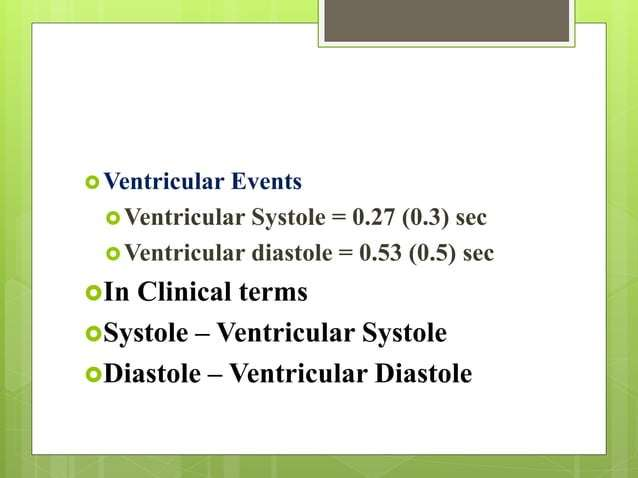 Ventricular Events
Ventricular Systole = 0.27 (0.3) sec
Ventricular diastole = 0.53 (0.5) sec
In Clinical terms
Systole – Ventricular Systole
Diastole – Ventricular Diastole